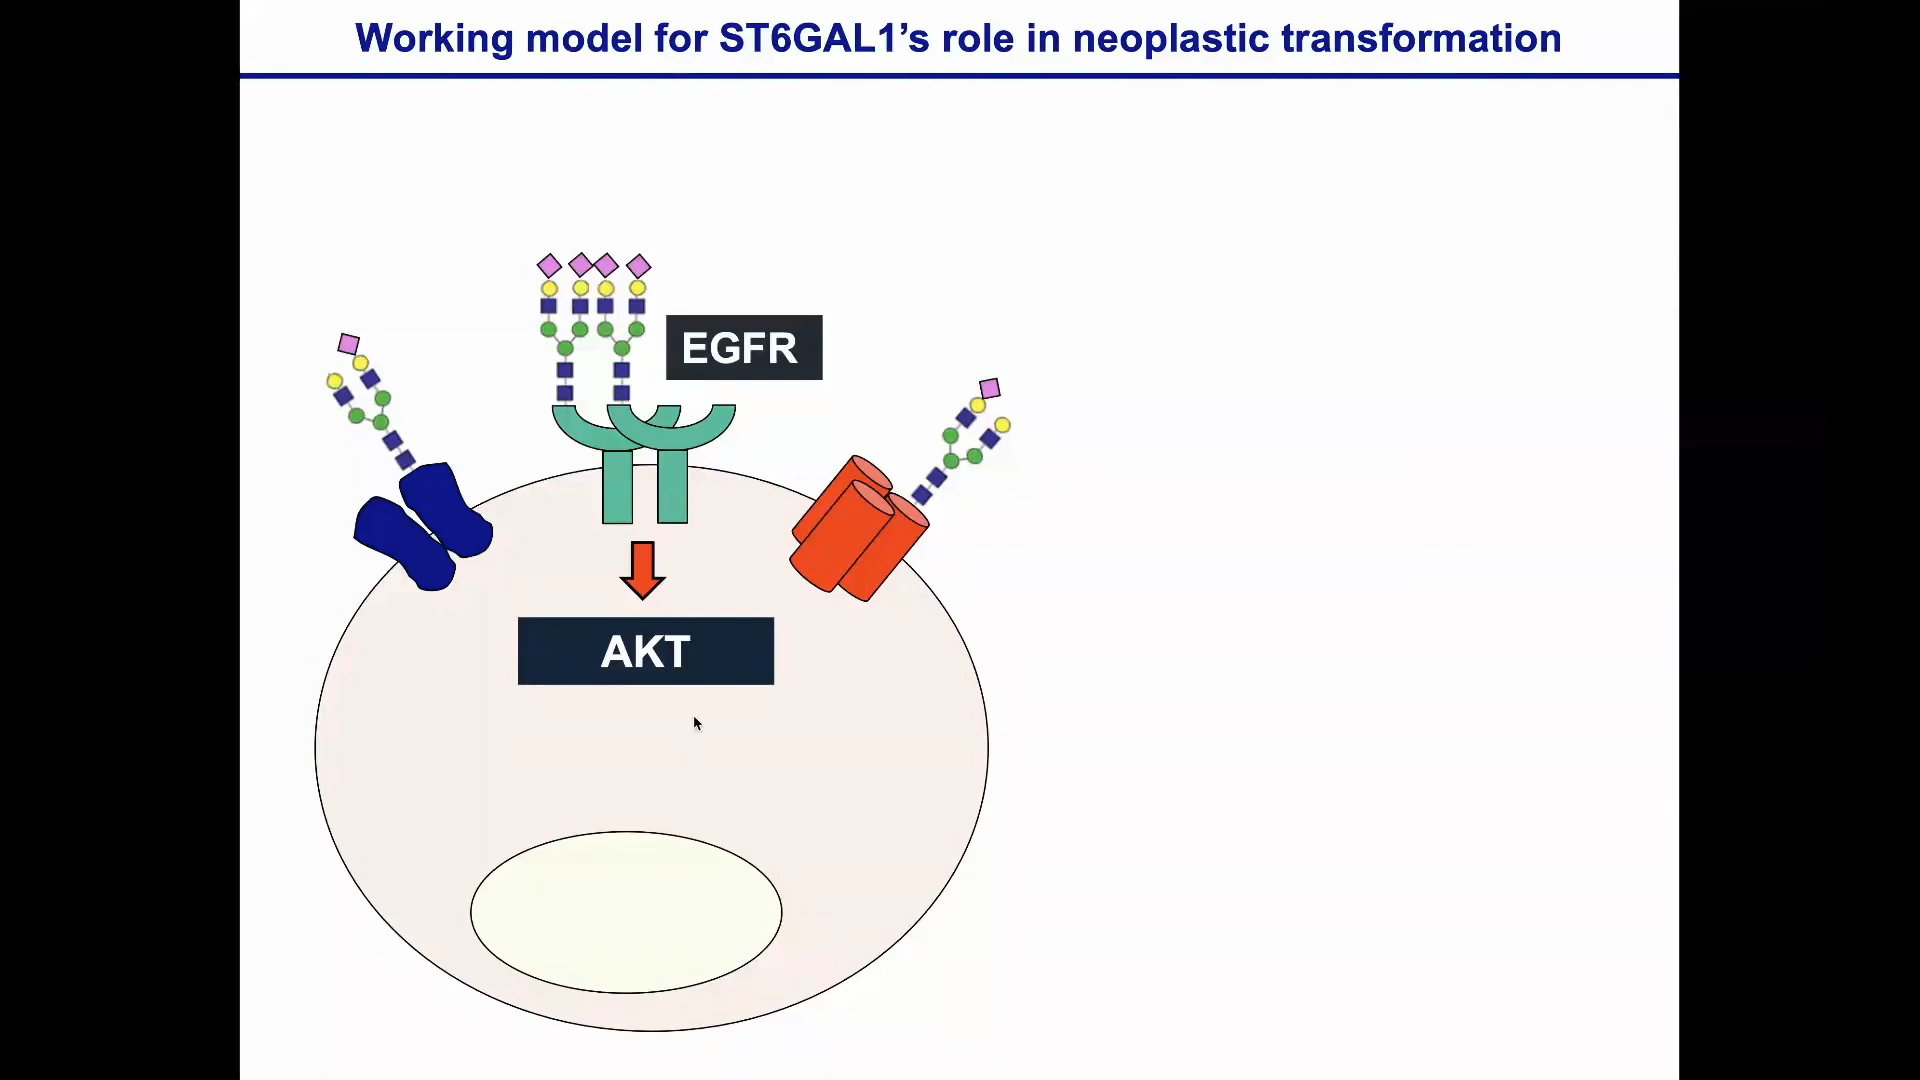 Working model for ST6GAL1’s role in neoplastic transformation
EGFR
AKT